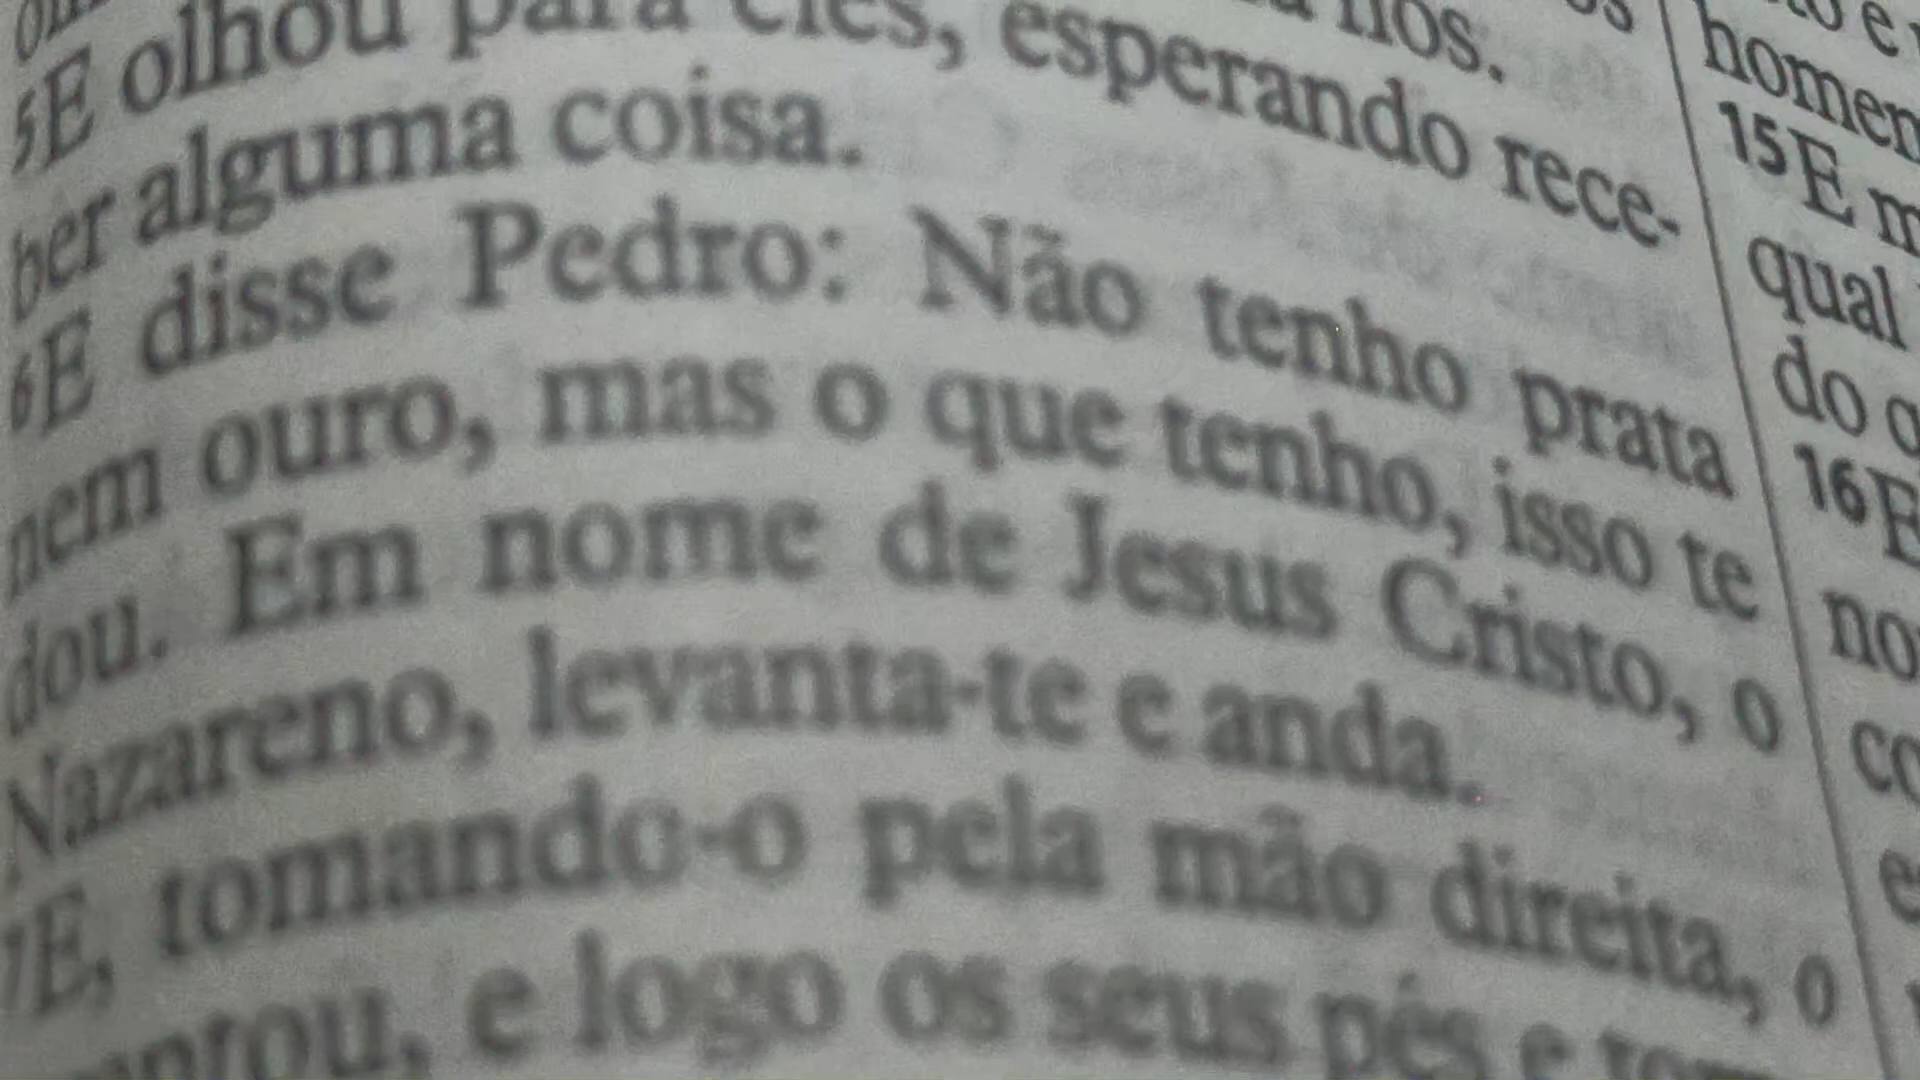 a nós.
5E olhou para eles, esperando rece-
ber alguma coisa.
6E disse Pedro: Não tenho prata
nem ouro, mas o que tenho, isso te
dou. Em nome de Jesus Cristo, o
Nazareno, levanta-te e anda.
7E, tomando-o pela mão direita, o
e logo os seus pés e
homen
15E m
qual
do q
16E
no
co